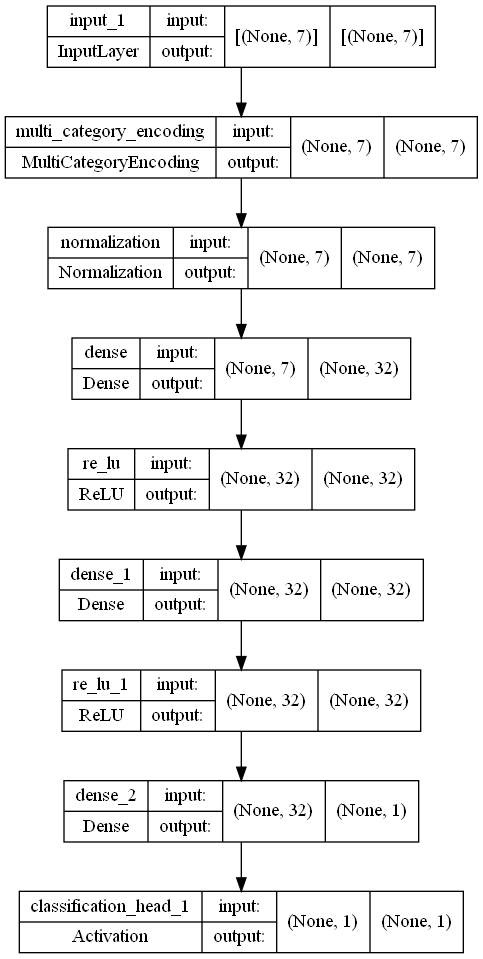 input_1 input: [(None, 7)] [(None, 7)]
InputLayer output:
multi_category_encoding input: (None, 7) (None, 7)
MultiCategoryEncoding output:
normalization input: (None, 7) (None, 7)
Normalization output:
dense input: (None, 7) (None, 32)
Dense output:
re_lu input: (None, 32) (None, 32)
ReLU output:
dense_1 input: (None, 32) (None, 32)
Dense output:
re_lu_1 input: (None, 32) (None, 32)
ReLU output:
dense_2 input: (None, 32) (None, 1)
Dense output:
classification_head_1 input: (None, 1) (None, 1)
Activation output: